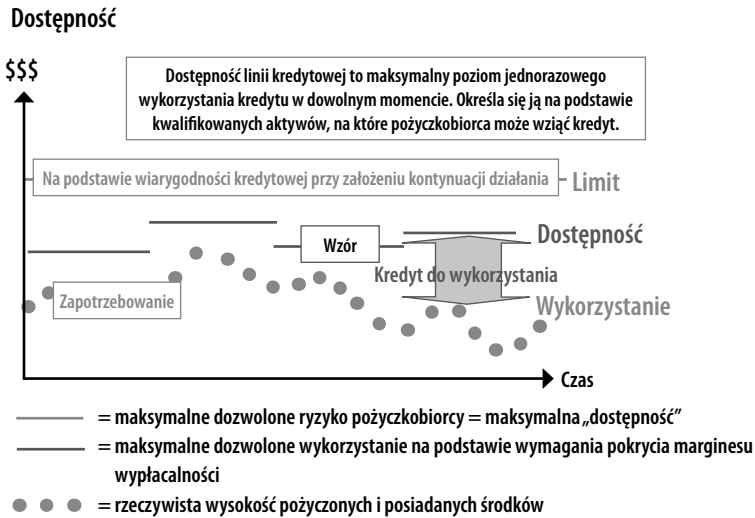 Dostępność
$$$
Dostępność linii kredytowej to maksymalny poziom jednorazowego
wykorzystania kredytu w dowolnym momencie. Określa się ją na podstawie
kwalifikowanych aktywów, na które pożyczkobiorca może wziąć kredyt.
Na podstawie wiarygodności kredytowej przy założeniu kontynuacji działania
Limit
Wzór
Dostępność
Kredyt do wykorzystania
Zapotrzebowanie
Wykorzystanie
Czas
= maksymalne dozwolone ryzyko pożyczkobiorcy = maksymalna „dostępność”
= maksymalne dozwolone wykorzystanie na podstawie wymagania pokrycia marginesu
wypłacalności
= rzeczywista wysokość pożyczonych i posiadanych środków